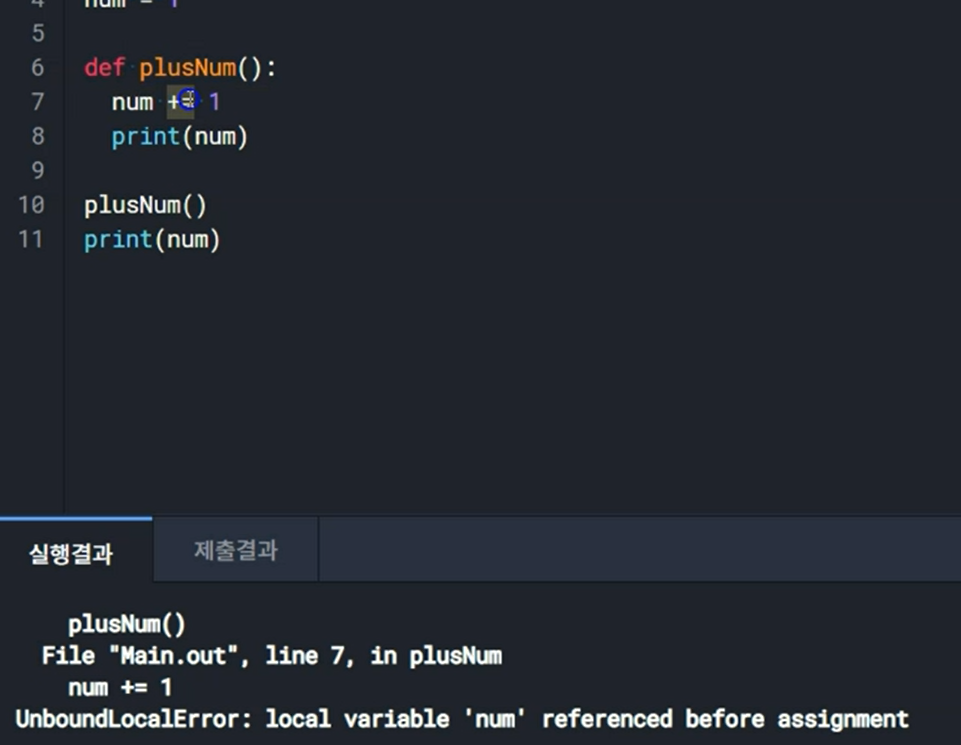 4 num = 1
5
6 def plusNum():
7 num += 1
8 print(num)
9
10 plusNum()
11 print(num)
실행결과 제출결과
plusNum()
File "Main.out", line 7, in plusNum
num += 1
UnboundLocalError: local variable 'num' referenced before assignment